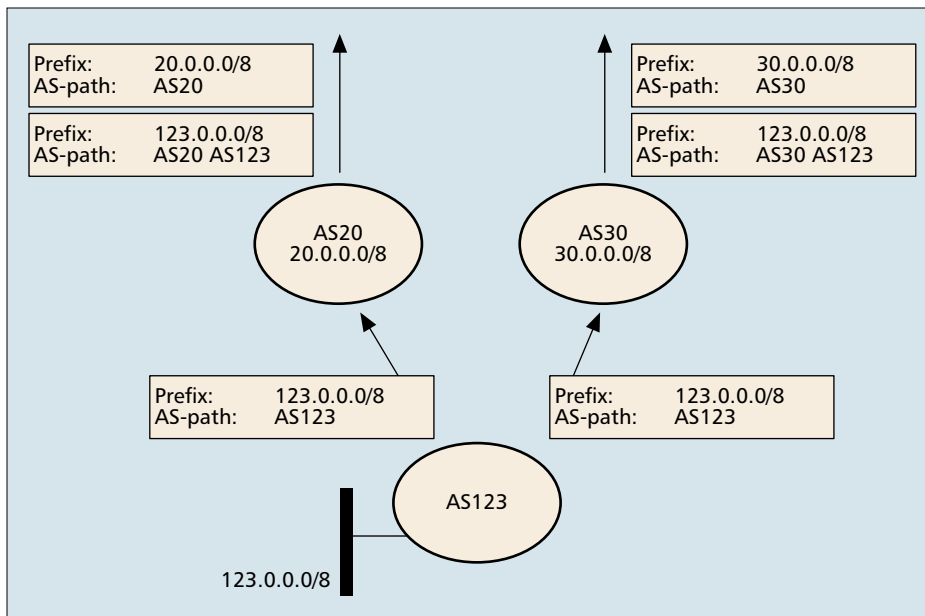 Prefix: 20.0.0.0/8
AS-path: AS20
Prefix: 123.0.0.0/8
AS-path: AS20 AS123
Prefix: 30.0.0.0/8
AS-path: AS30
Prefix: 123.0.0.0/8
AS-path: AS30 AS123
AS20
20.0.0.0/8
AS30
30.0.0.0/8
Prefix: 123.0.0.0/8
AS-path: AS123
Prefix: 123.0.0.0/8
AS-path: AS123
AS123
123.0.0.0/8